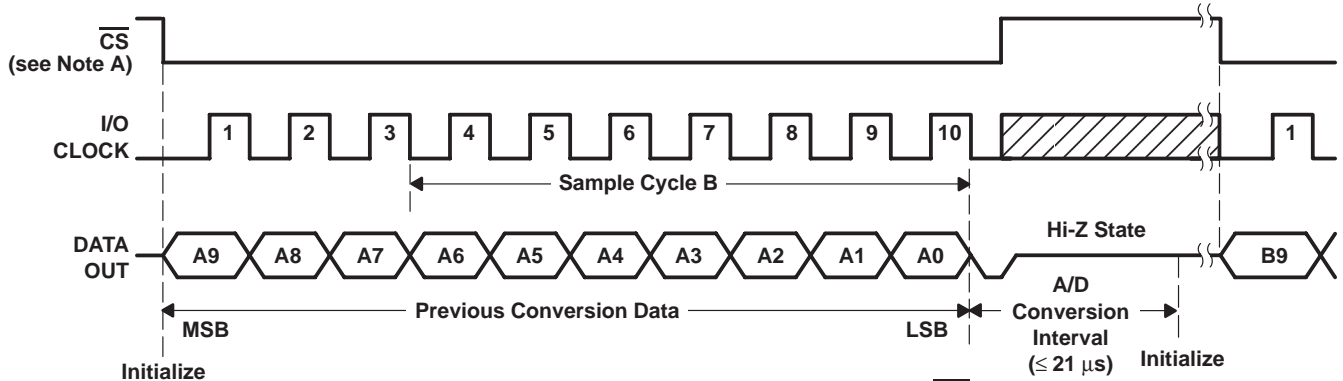 CS
(see Note A)
I/O
CLOCK
1 2 3 4 5 6 7 8 9 10 1
Sample Cycle B
DATA
OUT
A9 A8 A7 A6 A5 A4 A3 A2 A1 A0 B9
Hi-Z State
Previous Conversion Data
MSB
LSB
A/D
Conversion
Interval
(≤ 21 μs)
Initialize
Initialize